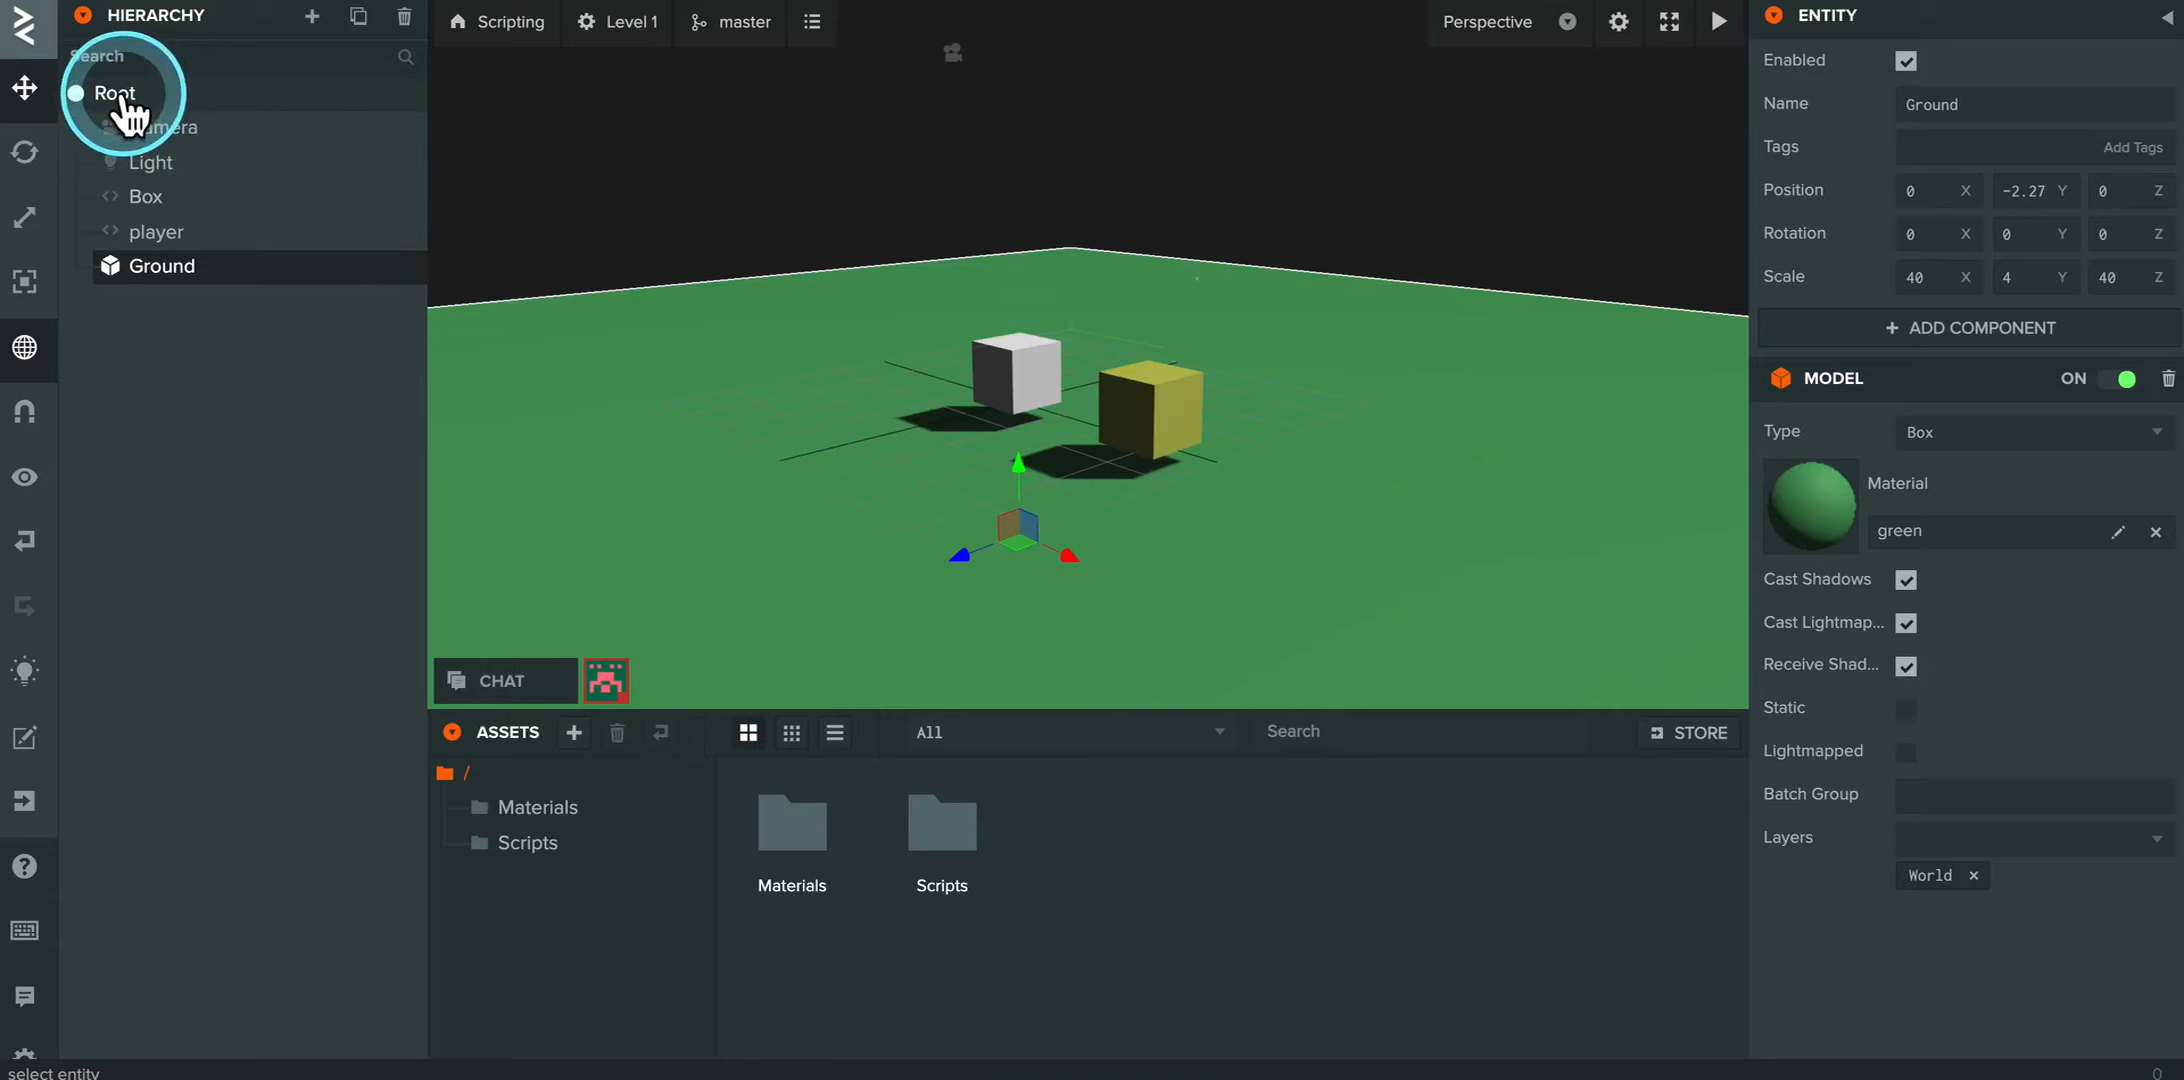 HIERARCHY
Search
Root
Camera
Light
Box
player
Ground
Scripting
Level 1
master
Perspective
CHAT
ASSETS
All
Search
STORE
/
Materials
Scripts
Materials
Scripts
ENTITY
Enabled
Name Ground
Tags Add Tags
Position 0 X -2.27 Y 0 Z
Rotation 0 X 0 Y 0 Z
Scale 40 X 4 Y 40 Z
+ ADD COMPONENT
MODEL ON
Type Box
Material
green
Cast Shadows
Cast Lightmap...
Receive Shad...
Static
Lightmapped
Batch Group
Layers
World
select entity
0